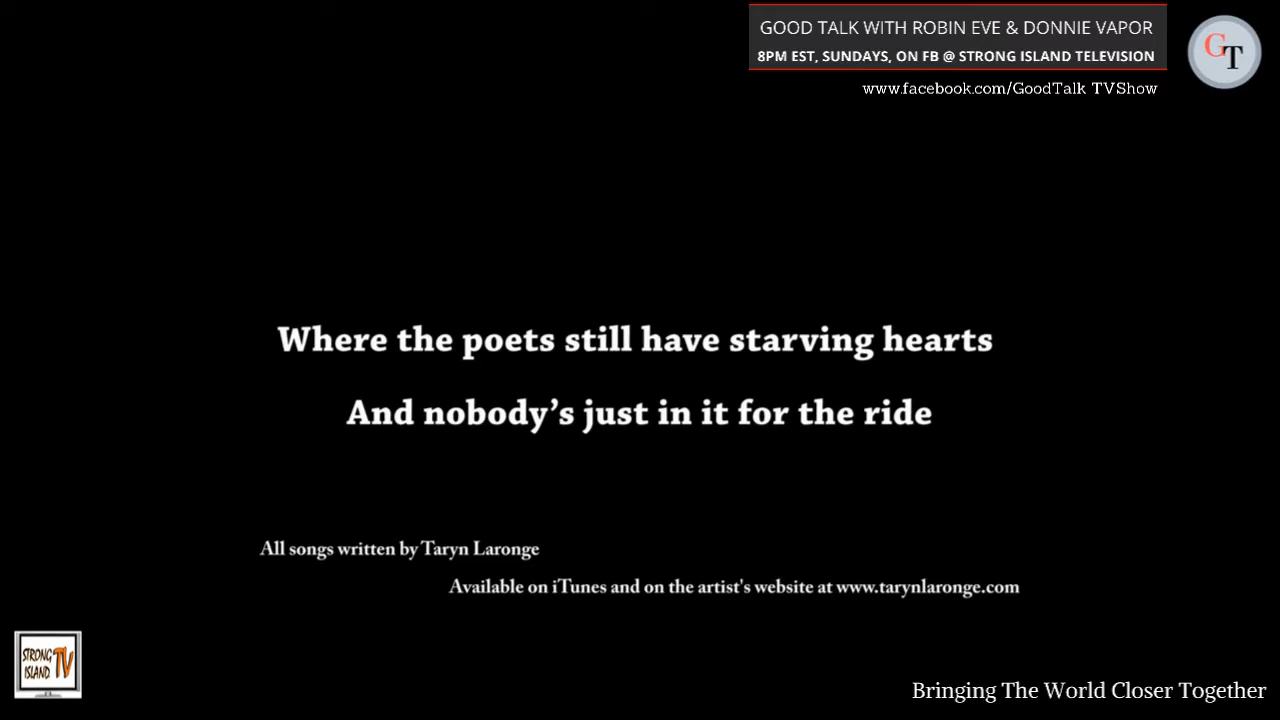 GOOD TALK WITH ROBIN EVE & DONNIE VAPOR
8PM EST, SUNDAYS, ON FB @ STRONG ISLAND TELEVISION
GT
www.facebook.com/GoodTalk TVShow
Where the poets still have starving hearts
And nobody’s just in it for the ride
All songs written by Taryn Laronge
Available on iTunes and on the artist's website at www.tarynlaronge.com
STRONG
ISLAND
TV
Bringing The World Closer Together